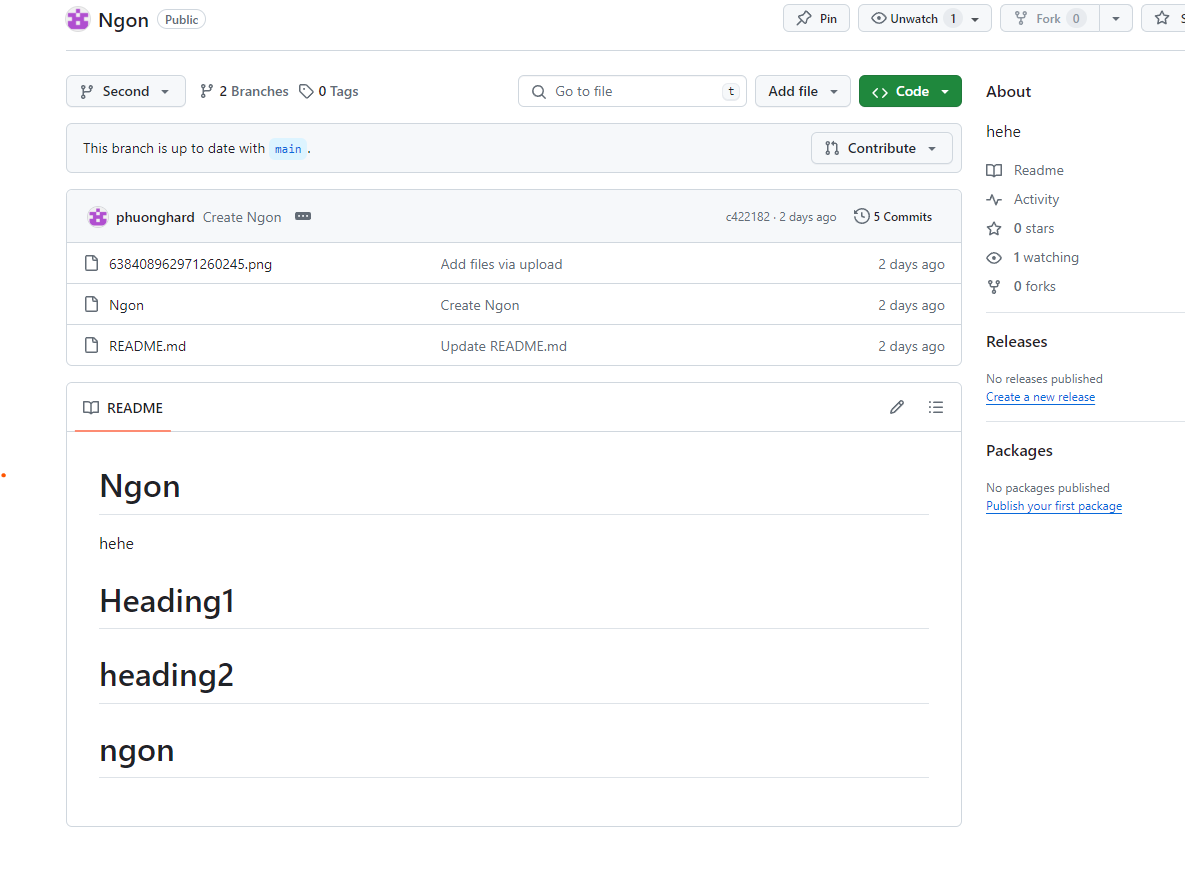 Ngon Public Pin Unwatch 1 Fork 0 S
Second 2 Branches 0 Tags Go to file t Add file Code
This branch is up to date with main . Contribute
phuonghard Create Ngon c422182 · 2 days ago 5 Commits
638408962971260245.png Add files via upload 2 days ago
Ngon Create Ngon 2 days ago
README.md Update README.md 2 days ago
README
Ngon
hehe
Heading1
heading2
ngon
About
hehe
Readme
Activity
0 stars
1 watching
0 forks
Releases
No releases published
Create a new release
Packages
No packages published
Publish your first package